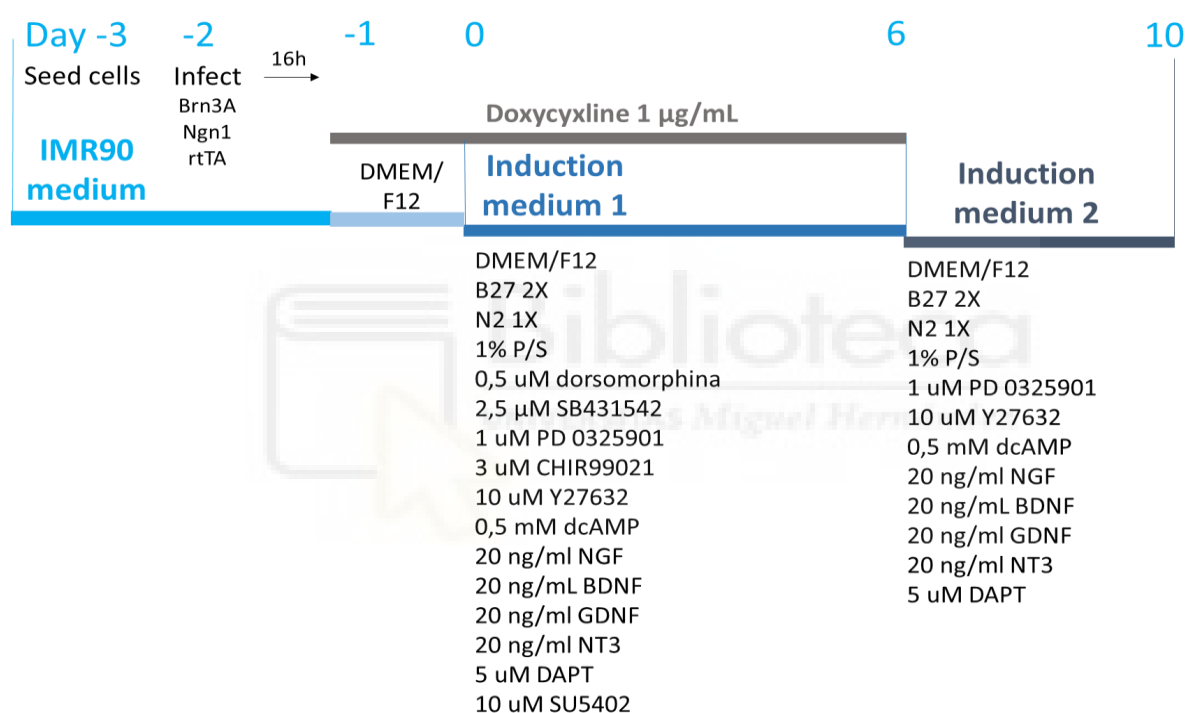 Day -3
-2
-1
0
6
10
Seed cells
Infect
16h
Brn3A
Ngn1
rtTA
IMR90
medium
Doxycyxline 1 µg/mL
DMEM/
F12
Induction
medium 1
Induction
medium 2
DMEM/F12
B27 2X
N2 1X
1% P/S
0,5 uM dorsomorphina
2,5 µM SB431542
1 uM PD 0325901
3 uM CHIR99021
10 uM Y27632
0,5 mM dcAMP
20 ng/ml NGF
20 ng/mL BDNF
20 ng/ml GDNF
20 ng/ml NT3
5 uM DAPT
10 uM SU5402
DMEM/F12
B27 2X
N2 1X
1% P/S
1 uM PD 0325901
10 uM Y27632
0,5 mM dcAMP
20 ng/ml NGF
20 ng/mL BDNF
20 ng/ml GDNF
20 ng/ml NT3
5 uM DAPT
Biblioteca
Miguel